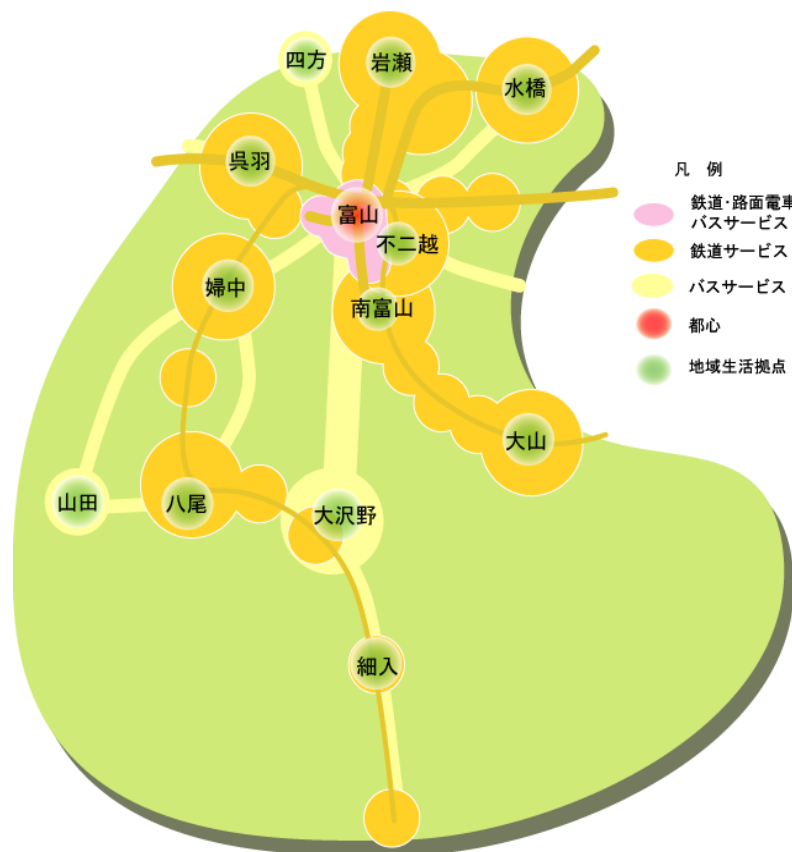 四方
岩瀬
水橋
呉羽
凡 例
富山
鉄道・路面電車
バスサービス
不二越
鉄道サービス
婦中
バスサービス
南富山
都心
地域生活拠点
大山
山田
八尾
大沢野
細入